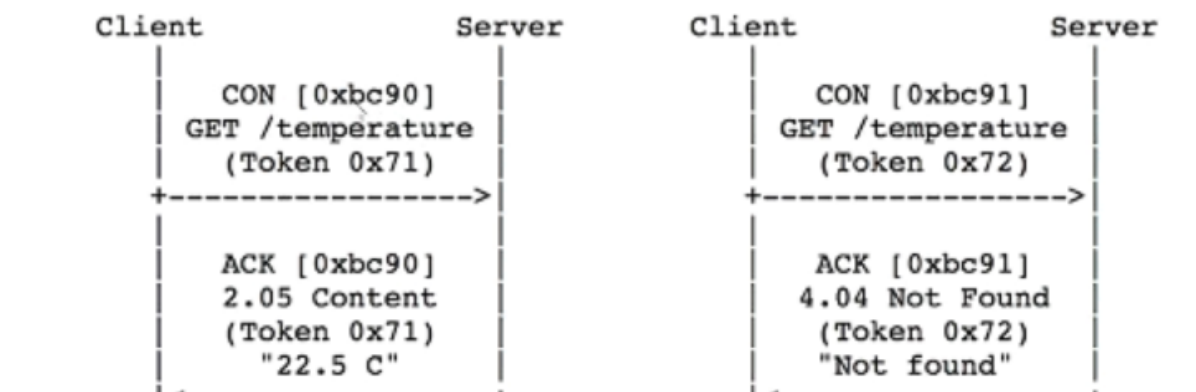 Client Server
CON [0xbc90]
GET /temperature
(Token 0x71)
+----------------->
ACK [0xbc90]
2.05 Content
(Token 0x71)
"22.5 C"
Client Server
CON [0xbc91]
GET /temperature
(Token 0x72)
+----------------->
ACK [0xbc91]
4.04 Not Found
(Token 0x72)
"Not found"